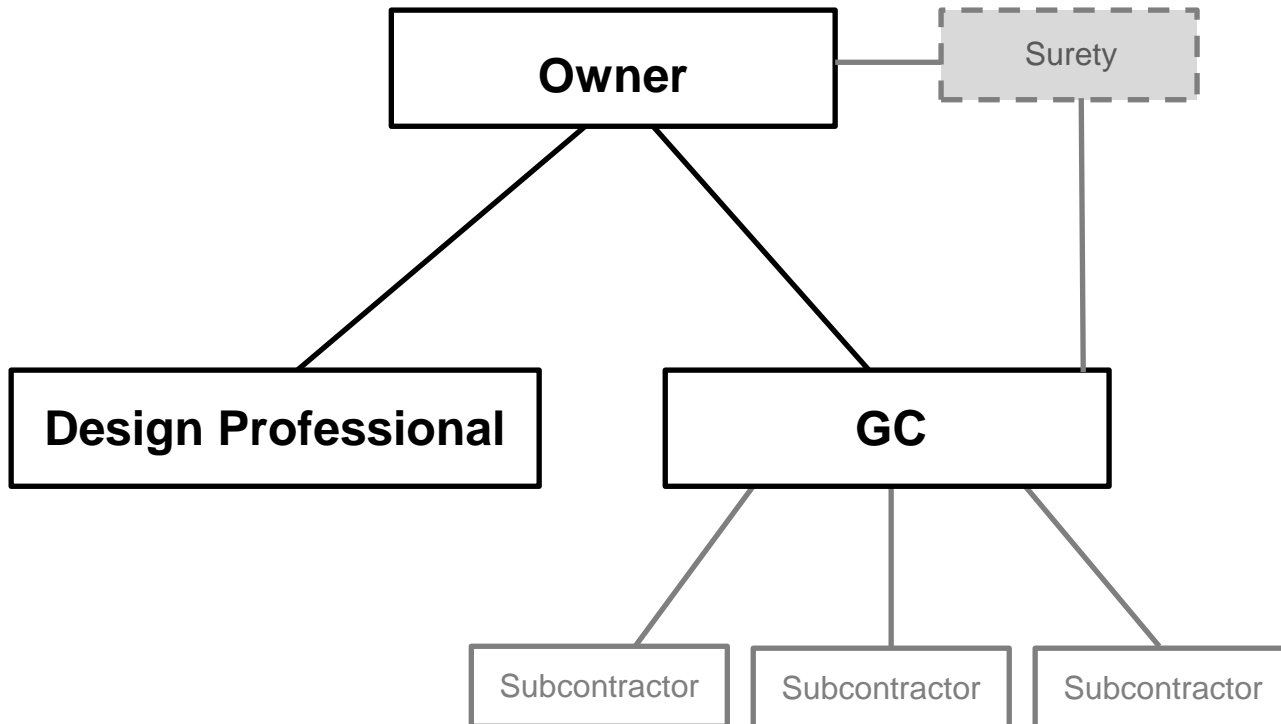 Owner
Surety
Design Professional
GC
Subcontractor
Subcontractor
Subcontractor